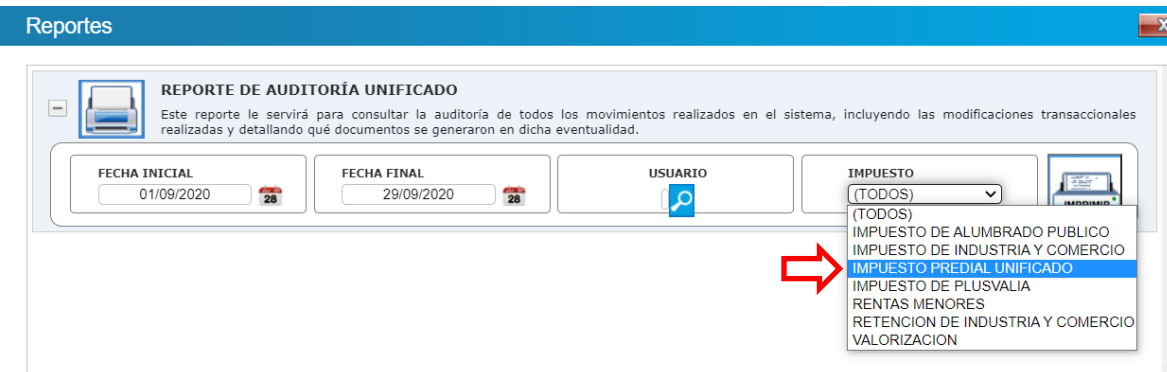 Reportes
X
REPORTE DE AUDITORÍA UNIFICADO
Este reporte le servirá para consultar la auditoría de todos los movimientos realizados en el sistema, incluyendo las modificaciones transaccionales
realizadas y detallando qué documentos se generaron en dicha eventualidad.
FECHA INICAL
01/09/2020
28
FECHA FINAL
29/09/2020
28
USUARIO
IMPUESTO
(TODOS)
IMPRIMIR
(TODOS)
IMPUESTO DE ALUMBRADO PUBLICO
IMPUESTO DE INDUSTRIA Y COMERCIO
IMPUESTO PREDIAL UNIFICADO
IMPUESTO DE PLUSVALIA
RENTAS MENORES
RETENCION DE INDUSTRIA Y COMERCIO
VALORIZACION